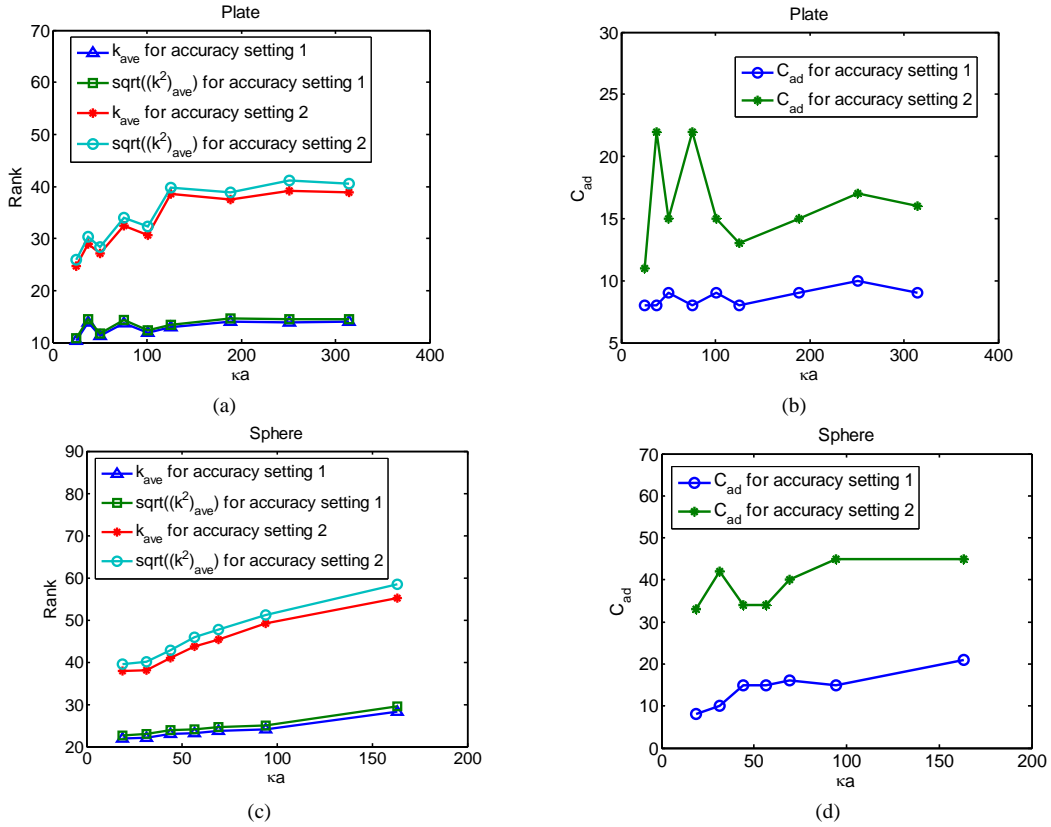 Plate
70
60
50
40
30
20
10
0
100
200
300
400
Rank
κa
k_ave for accuracy setting 1
sqrt((k^2)_ave) for accuracy setting 1
k_ave for accuracy setting 2
sqrt((k^2)_ave) for accuracy setting 2
(a)
Plate
30
25
20
15
10
5
0
100
200
300
400
C_ad
κa
C_ad for accuracy setting 1
C_ad for accuracy setting 2
(b)
Sphere
90
80
70
60
50
40
30
20
0
50
100
150
200
Rank
κa
k_ave for accuracy setting 1
sqrt((k^2)_ave) for accuracy setting 1
k_ave for accuracy setting 2
sqrt((k^2)_ave) for accuracy setting 2
(c)
Sphere
70
60
50
40
30
20
10
0
0
50
100
150
200
C_ad
κa
C_ad for accuracy setting 1
C_ad for accuracy setting 2
(d)